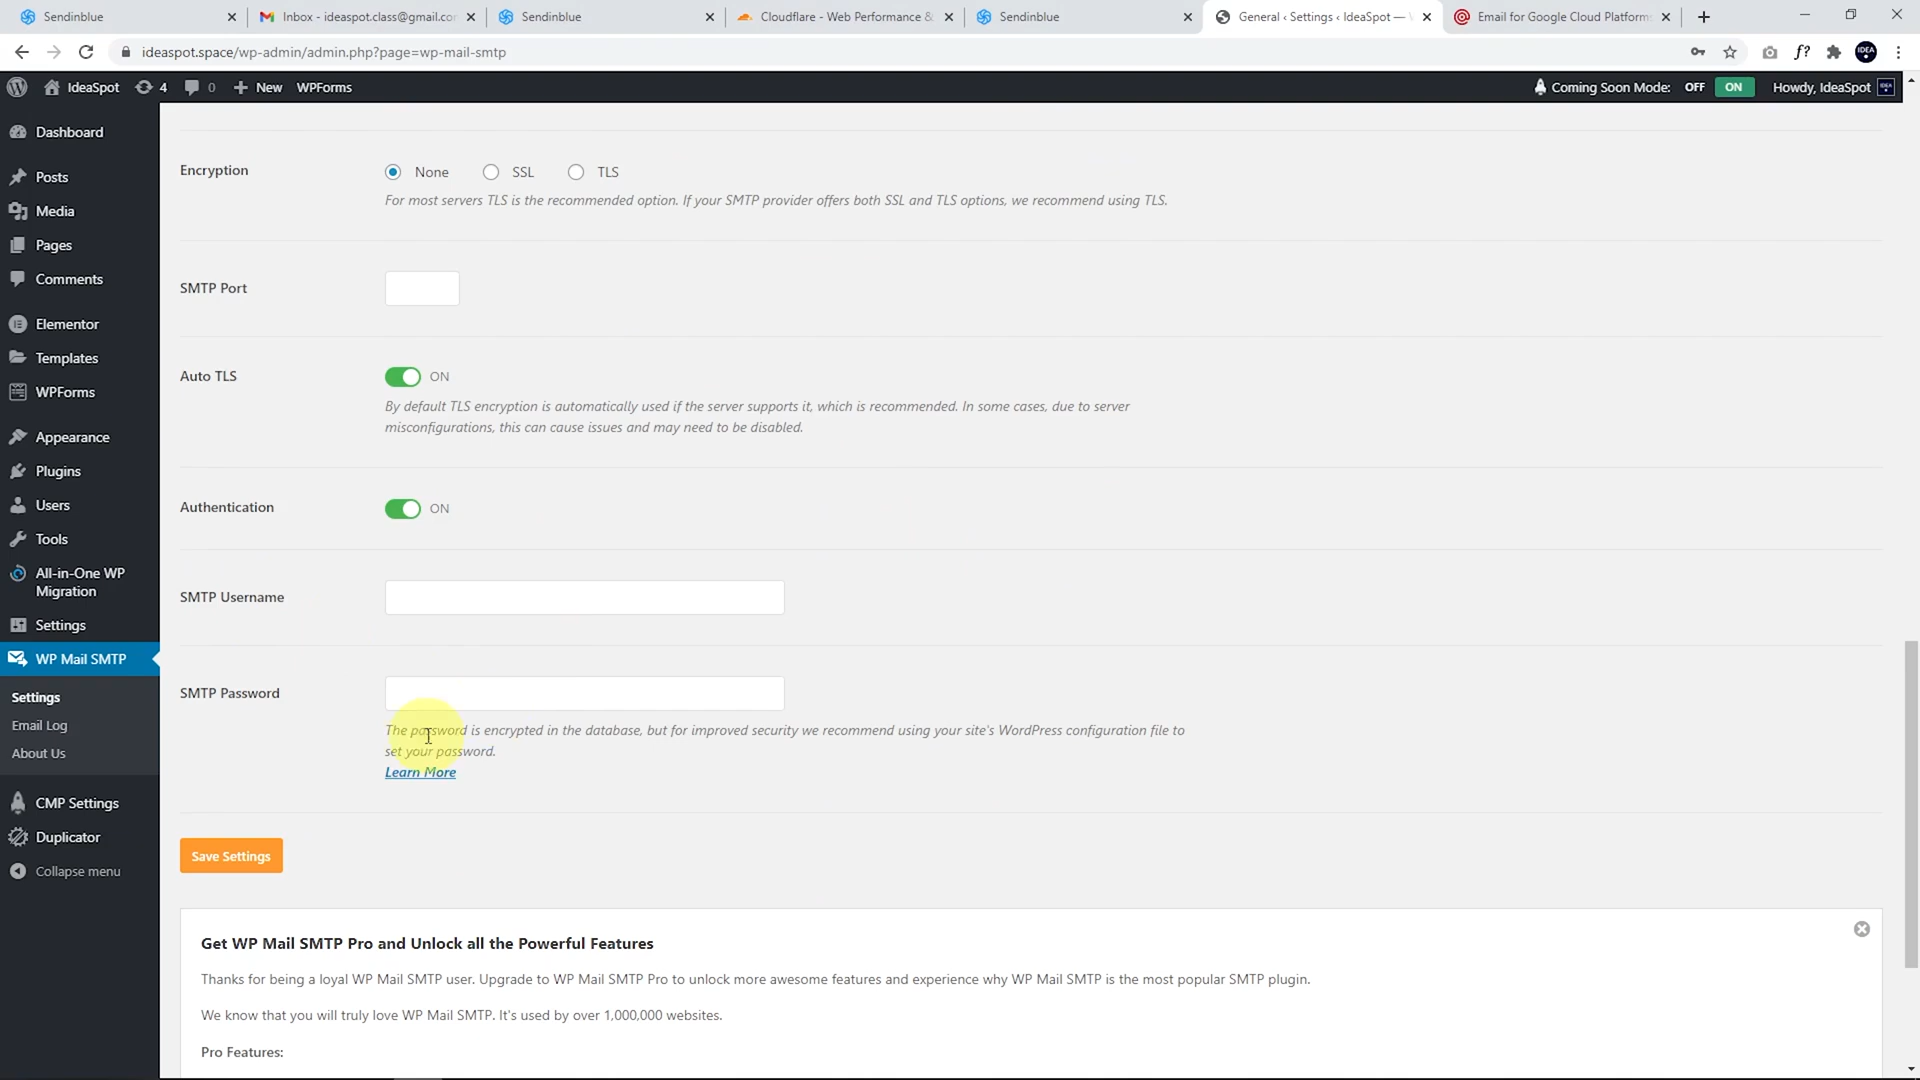 Sendinblue
Inbox - ideaspot.class@gmail.co
Sendinblue
Cloudflare - Web Performance &
Sendinblue
General ‹ Settings ‹ IdeaSpot —
Email for Google Cloud Platform
ideaspot.space/wp-admin/admin.php?page=wp-mail-smtp
f?
IDEA
IdeaSpot
4
0
New
WPForms
Coming Soon Mode:
OFF
ON
Howdy, IdeaSpot
Dashboard
Posts
Media
Pages
Comments
Elementor
Templates
WPForms
Appearance
Plugins
Users
Tools
All-in-One WP
Migration
Settings
WP Mail SMTP
Settings
Email Log
About Us
CMP Settings
Duplicator
Collapse menu
Encryption
None
SSL
TLS
For most servers TLS is the recommended option. If your SMTP provider offers both SSL and TLS options, we recommend using TLS.
SMTP Port
Auto TLS
ON
By default TLS encryption is automatically used if the server supports it, which is recommended. In some cases, due to server
misconfigurations, this can cause issues and may need to be disabled.
Authentication
ON
SMTP Username
SMTP Password
The password is encrypted in the database, but for improved security we recommend using your site's WordPress configuration file to
set your password.
Learn More
Save Settings
Get WP Mail SMTP Pro and Unlock all the Powerful Features
Thanks for being a loyal WP Mail SMTP user. Upgrade to WP Mail SMTP Pro to unlock more awesome features and experience why WP Mail SMTP is the most popular SMTP plugin.
We know that you will truly love WP Mail SMTP. It's used by over 1,000,000 websites.
Pro Features: